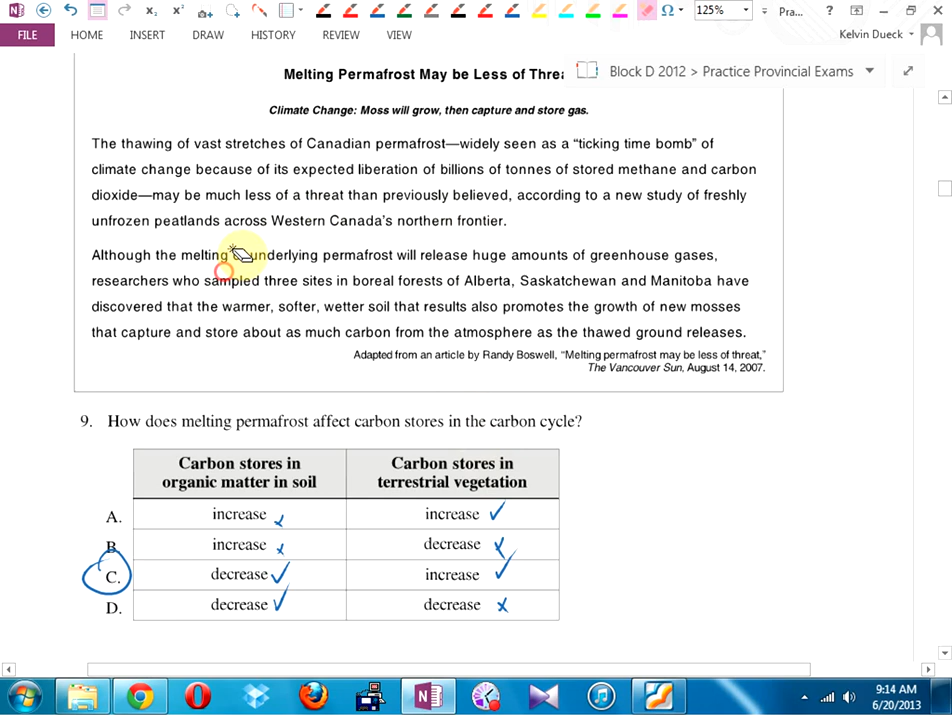 125%
Pra...
?
FILE
HOME
INSERT
DRAW
HISTORY
REVIEW
VIEW
Kelvin Dueck
Melting Permafrost May be Less of Threa
Block D 2012 > Practice Provincial Exams
Climate Change: Moss will grow, then capture and store gas.
The thawing of vast stretches of Canadian permafrost—widely seen as a “ticking time bomb” of
climate change because of its expected liberation of billions of tonnes of stored methane and carbon
dioxide—may be much less of a threat than previously believed, according to a new study of freshly
unfrozen peatlands across Western Canada’s northern frontier.
Although the melting underlying permafrost will release huge amounts of greenhouse gases,
researchers who sampled three sites in boreal forests of Alberta, Saskatchewan and Manitoba have
discovered that the warmer, softer, wetter soil that results also promotes the growth of new mosses
that capture and store about as much carbon from the atmosphere as the thawed ground releases.
Adapted from an article by Randy Boswell, “Melting permafrost may be less of threat,”
The Vancouver Sun, August 14, 2007.
9. How does melting permafrost affect carbon stores in the carbon cycle?
Carbon stores in
organic matter in soil
Carbon stores in
terrestrial vegetation
A. increase increase
B. increase decrease
C. decrease increase
D. decrease decrease
9:14 AM
6/20/2013